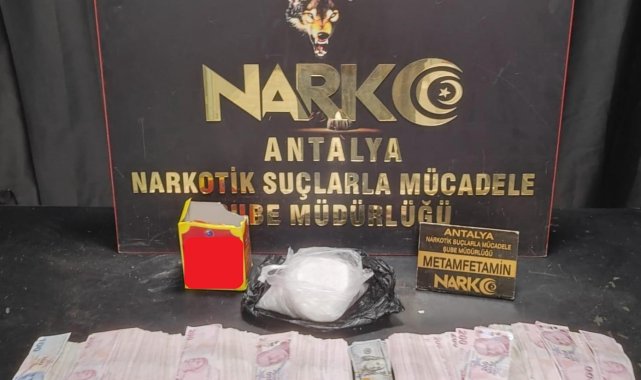 NARKO
ANTALYA
NARKOTİK SUÇLARLA MÜCADELE
ŞUBE MÜDÜRLÜĞÜ
ANTALYA
NARKOTİK SUÇLARLA MÜCADELE
ŞUBE MÜDÜRLÜĞÜ
METAMFETAMİN
NARKO